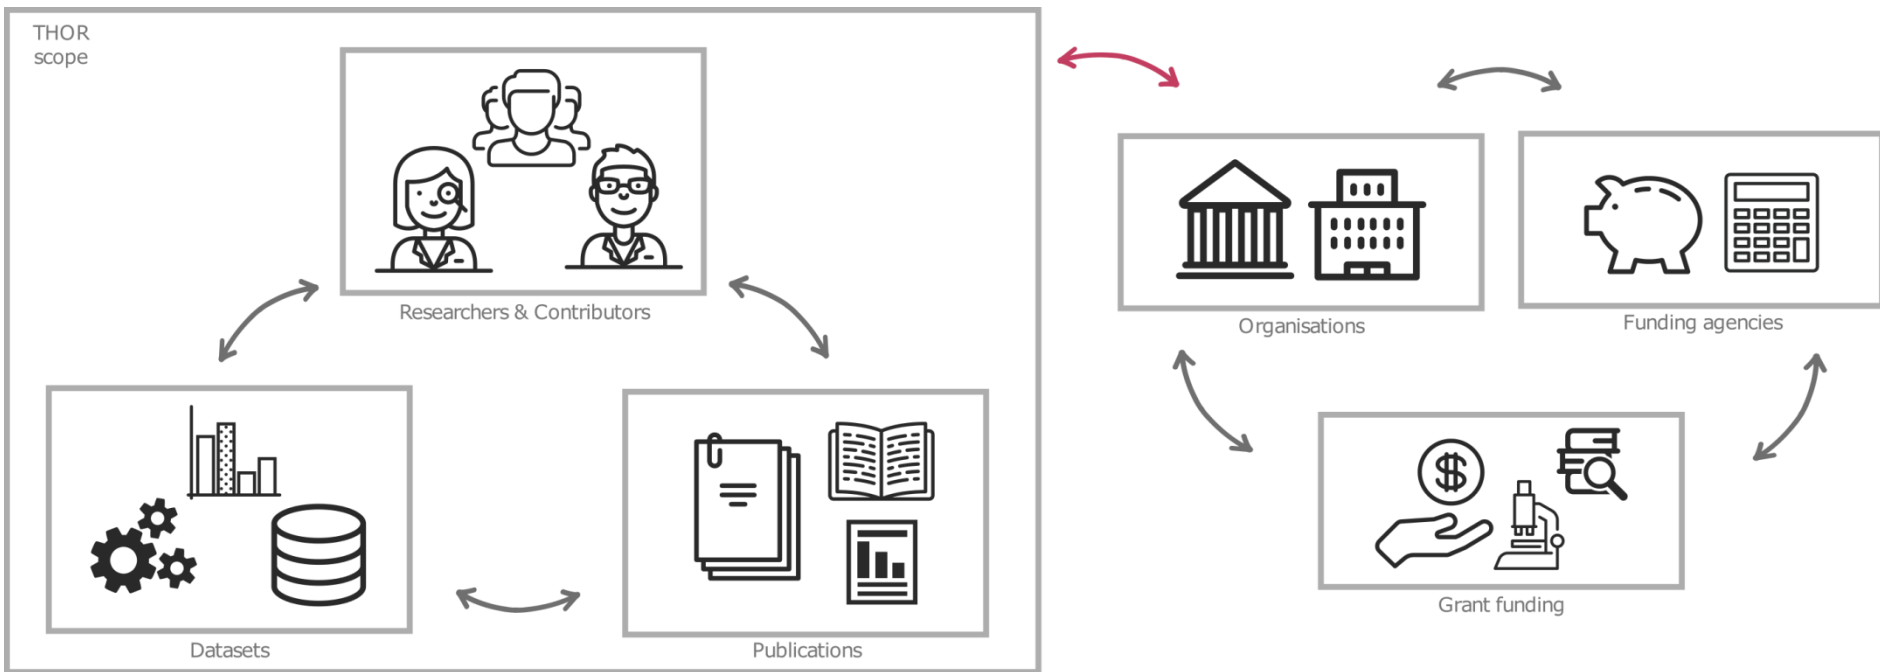 THOR
scope
Researchers & Contributors
Datasets
Publications
Organisations
Funding agencies
Grant funding